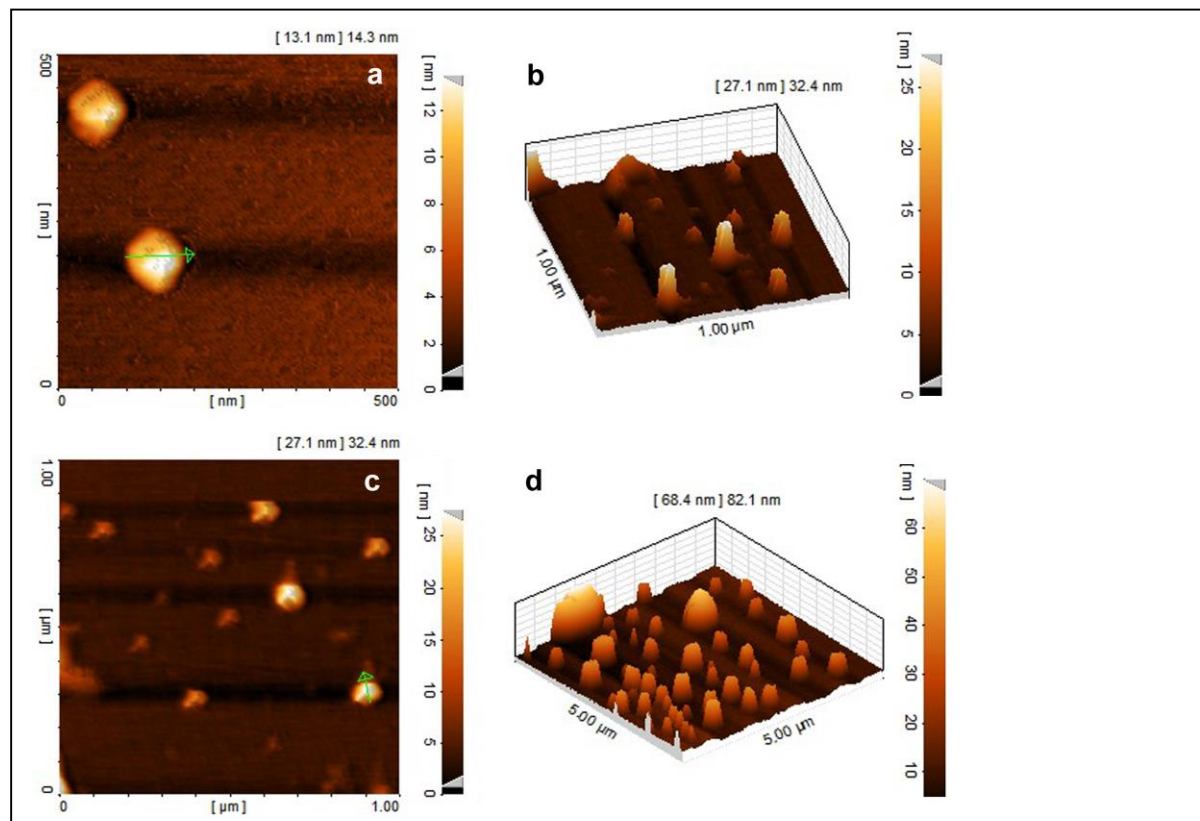 [ 13.1 nm ] 14.3 nm
a
500
[ nm ]
0
0
[ nm ]
500
[ nm ]
12
10
8
6
4
2
0
b
[ 27.1 nm ] 32.4 nm
1.00 µm
1.00 µm
[ nm ]
25
20
15
10
5
0
[ 27.1 nm ] 32.4 nm
c
1.00
[ µm ]
0
0
[ µm ]
1.00
[ nm ]
25
20
15
10
5
0
d
[ 68.4 nm ] 82.1 nm
5.00 µm
5.00 µm
[ nm ]
60
50
40
30
20
10